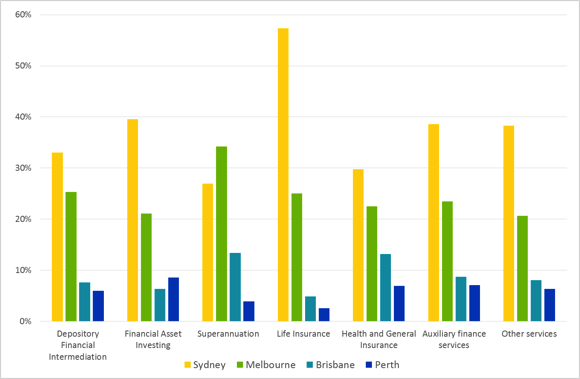 60%
50%
40%
30%
20%
10%
0%
Depository
Financial
Intermediation
Financial Asset
Investing
Superannuation
Life Insurance
Health and General
Insurance
Auxiliary finance
services
Other services
Sydney Melbourne Brisbane Perth